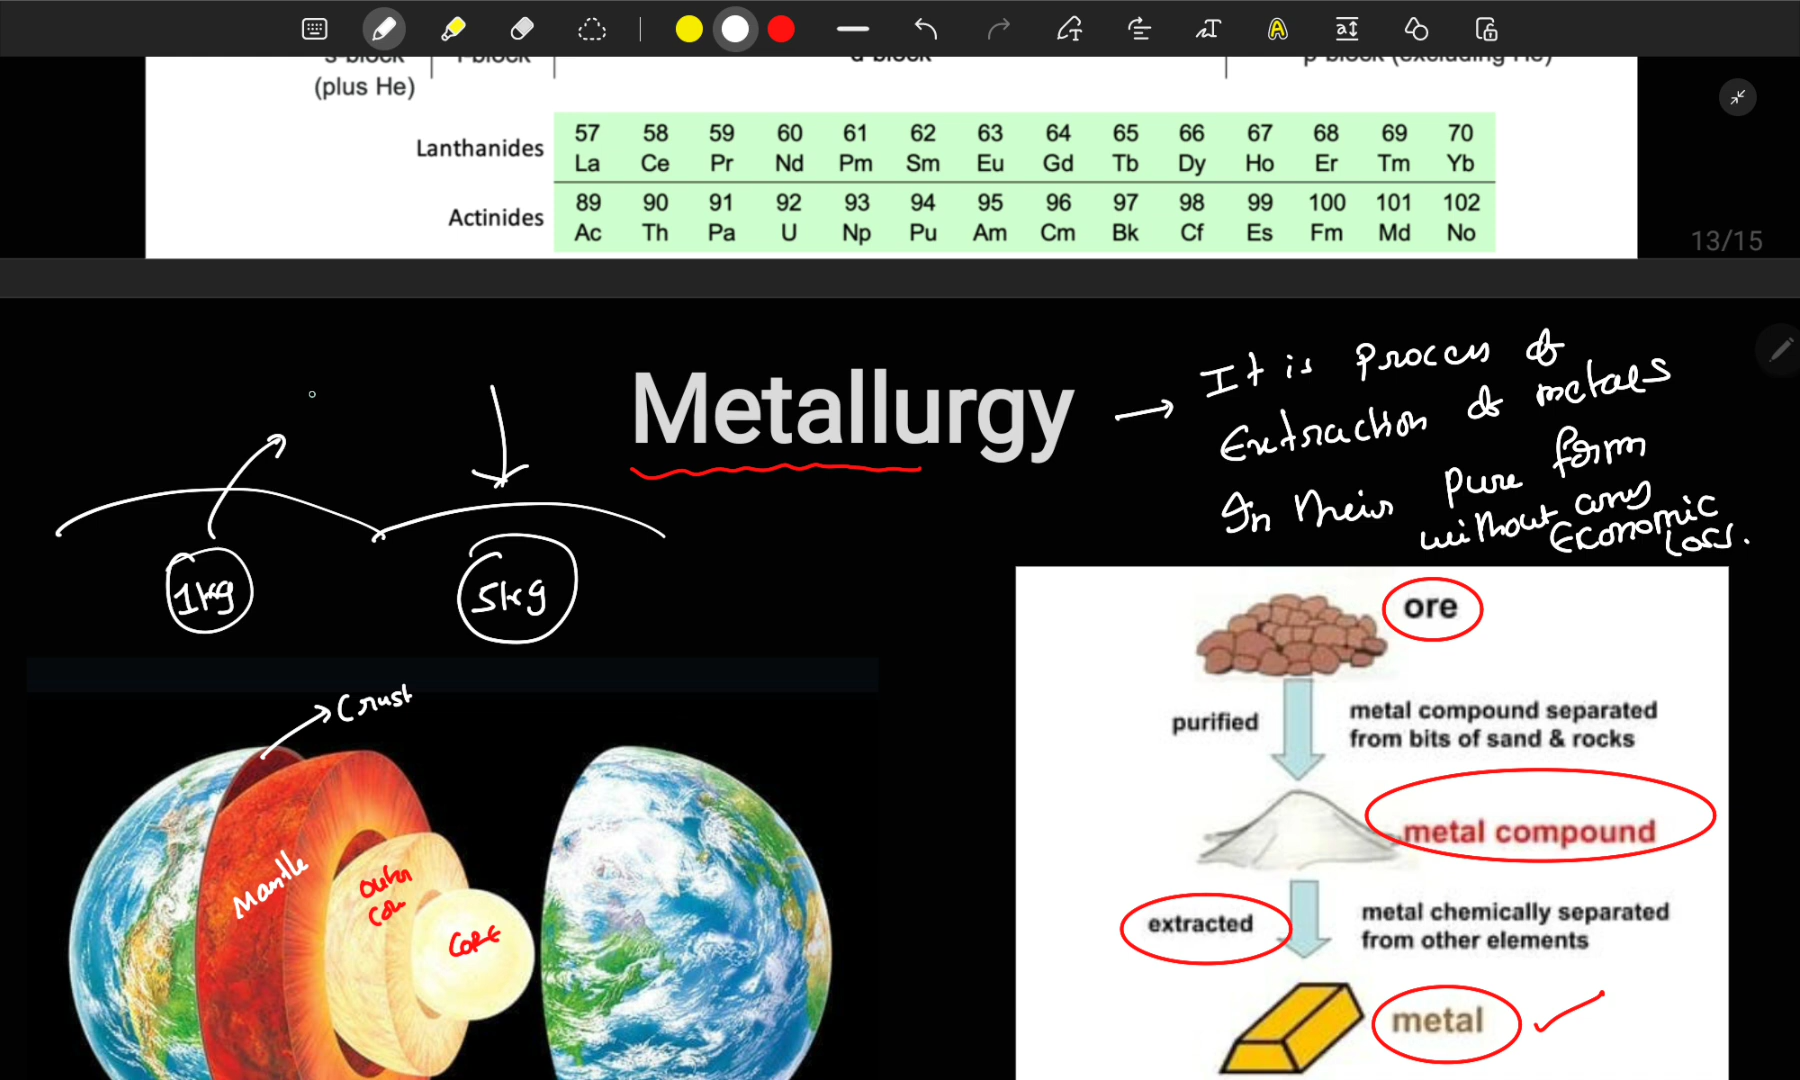 (plus He)
Lanthanides 57 58 59 60 61 62 63 64 65 66 67 68 69 70
La Ce Pr Nd Pm Sm Eu Gd Tb Dy Ho Er Tm Yb
Actinides 89 90 91 92 93 94 95 96 97 98 99 100 101 102
Ac Th Pa U Np Pu Am Cm Bk Cf Es Fm Md No
13/15
Metallurgy
It is process of
Extraction of metals
In their pure form
without any
Economic
Loss.
1kg
5kg
Crust
Mantle
outer
core
ore
purified
metal compound separated
from bits of sand & rocks
metal compound
extracted
metal chemically separated
from other elements
metal